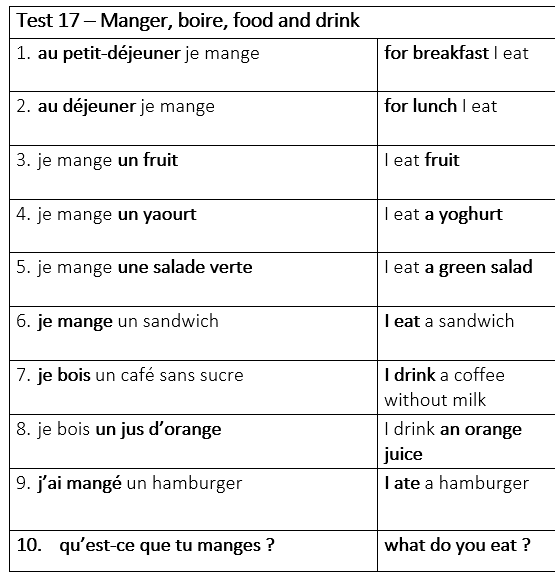 Test 17 – Manger, boire, food and drink
1. au petit-déjeuner je mange
for breakfast I eat
2. au déjeuner je mange
for lunch I eat
3. je mange un fruit
I eat fruit
4. je mange un yaourt
I eat a yoghurt
5. je mange une salade verte
I eat a green salad
6. je mange un sandwich
I eat a sandwich
7. je bois un café sans sucre
I drink a coffee
without milk
8. je bois un jus d’orange
I drink an orange
juice
9. j’ai mangé un hamburger
I ate a hamburger
10. qu’est-ce que tu manges ?
what do you eat ?